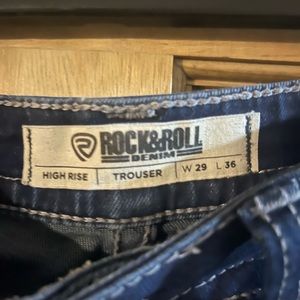 ROCK&ROLL
DENIM
HIGH RISE TROUSER W 29 L 36